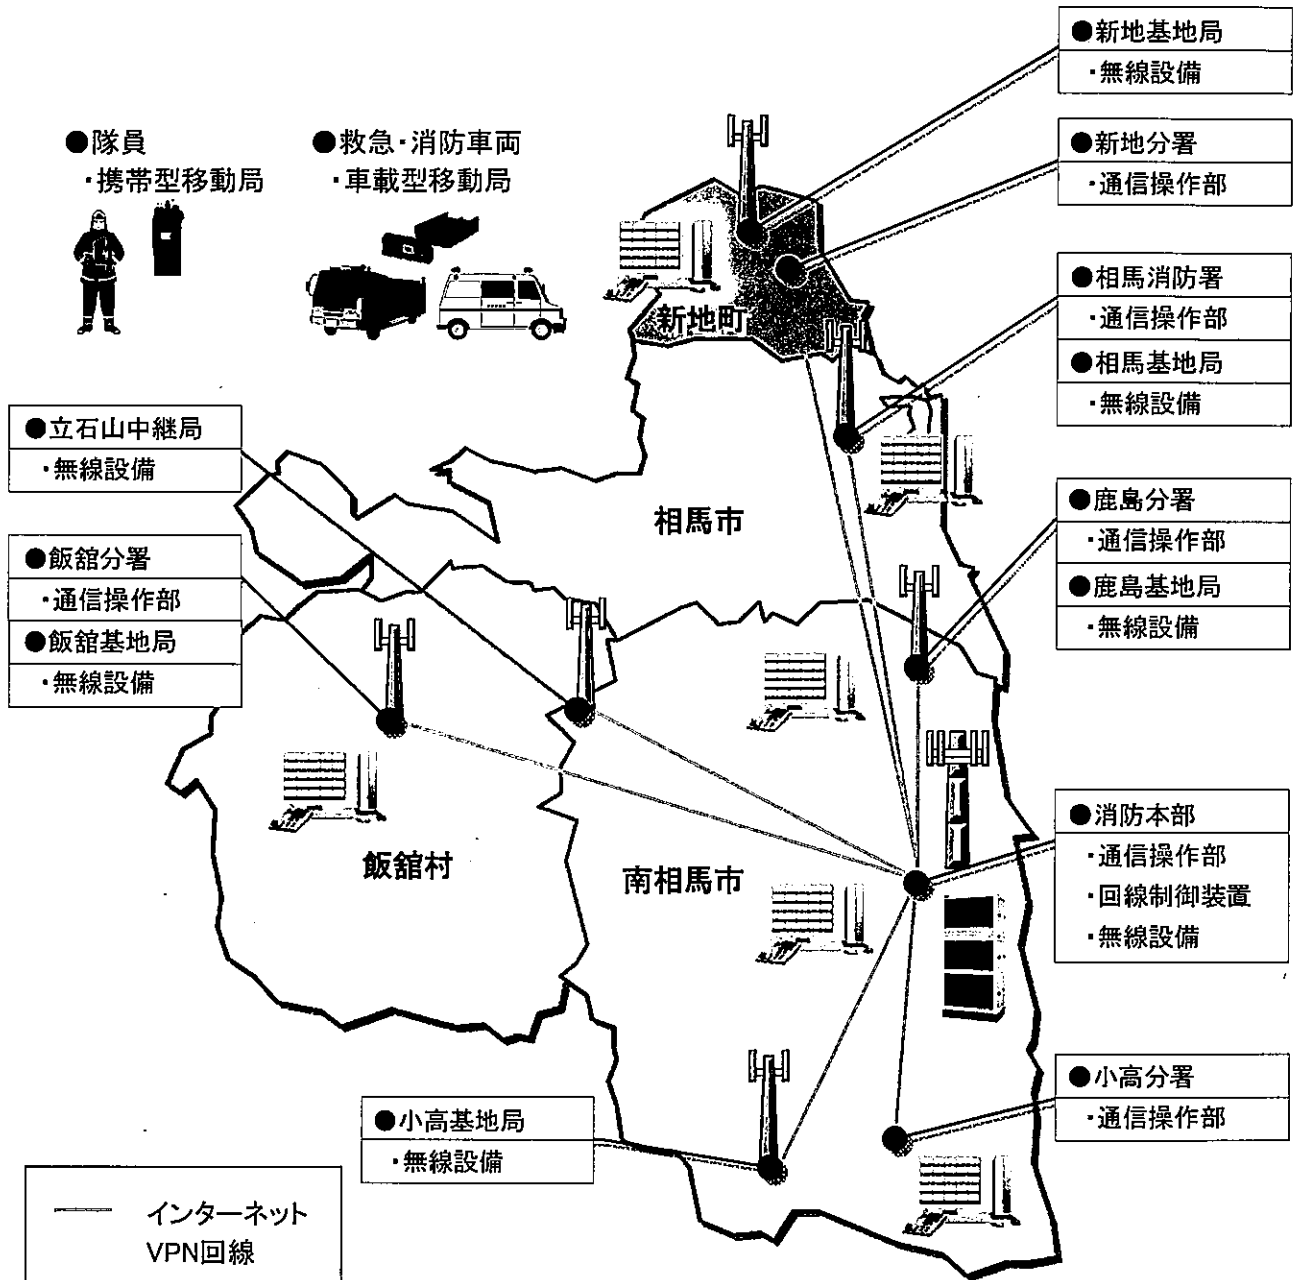 ●新地基地局
・無線設備
●隊員
・携帯型移動局
●救急・消防車両
・車載型移動局
●新地分署
・通信操作部
●相馬消防署
・通信操作部
●相馬基地局
・無線設備
新地町
●立石山中継局
・無線設備
相馬市
●鹿島分署
・通信操作部
●鹿島基地局
・無線設備
●飯舘分署
・通信操作部
●飯舘基地局
・無線設備
飯舘村
南相馬市
●消防本部
・通信操作部
・回線制御装置
・無線設備
●小高分署
・通信操作部
●小高基地局
・無線設備
インターネット
VPN回線